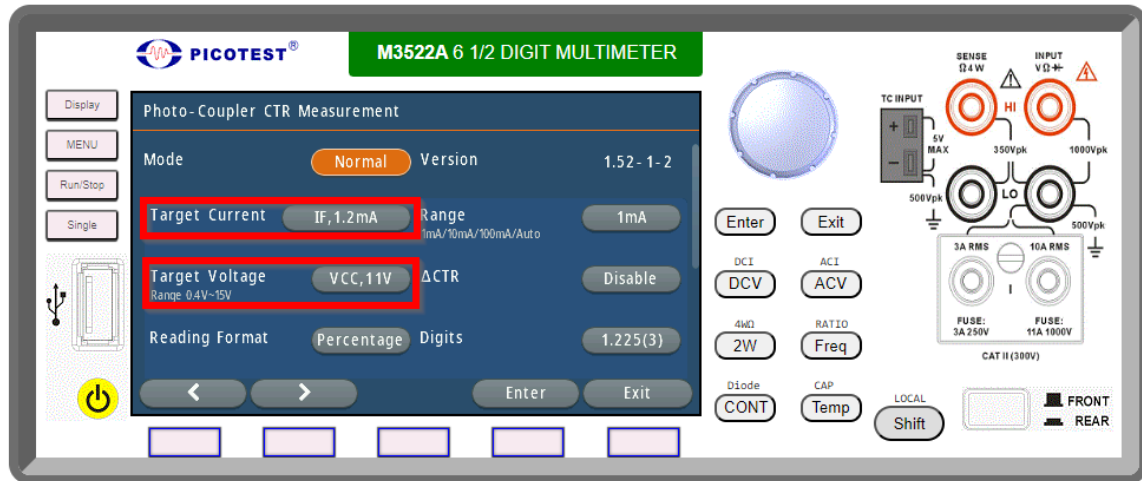 PICOTEST®
M3522A 6 1/2 DIGIT MULTIMETER
Display
MENU
Run/Stop
Single
Photo-Coupler CTR Measurement
Mode
Normal
Version
1.52-1-2
Target Current
IF,1.2mA
Range
1mA/10mA/100mA/Auto
1mA
Target Voltage
Range 0.4V~15V
VCC,11V
ΔCTR
Disable
Reading Format
Percentage
Digits
1.225(3)
Enter
Exit
Enter
Exit
DCI
DCV
ACI
ACV
4WΩ
2W
RATIO
Freq
Diode
CONT
CAP
Temp
LOCAL
Shift
SENSE
Ω4W
INPUT
VΩ
HI
TC INPUT
+
-
5V
MAX
350Vpk
1000Vpk
LO
500Vpk
500Vpk
3A RMS
10A RMS
I
FUSE:
3A 250V
FUSE:
11A 1000V
CAT II (300V)
FRONT
REAR